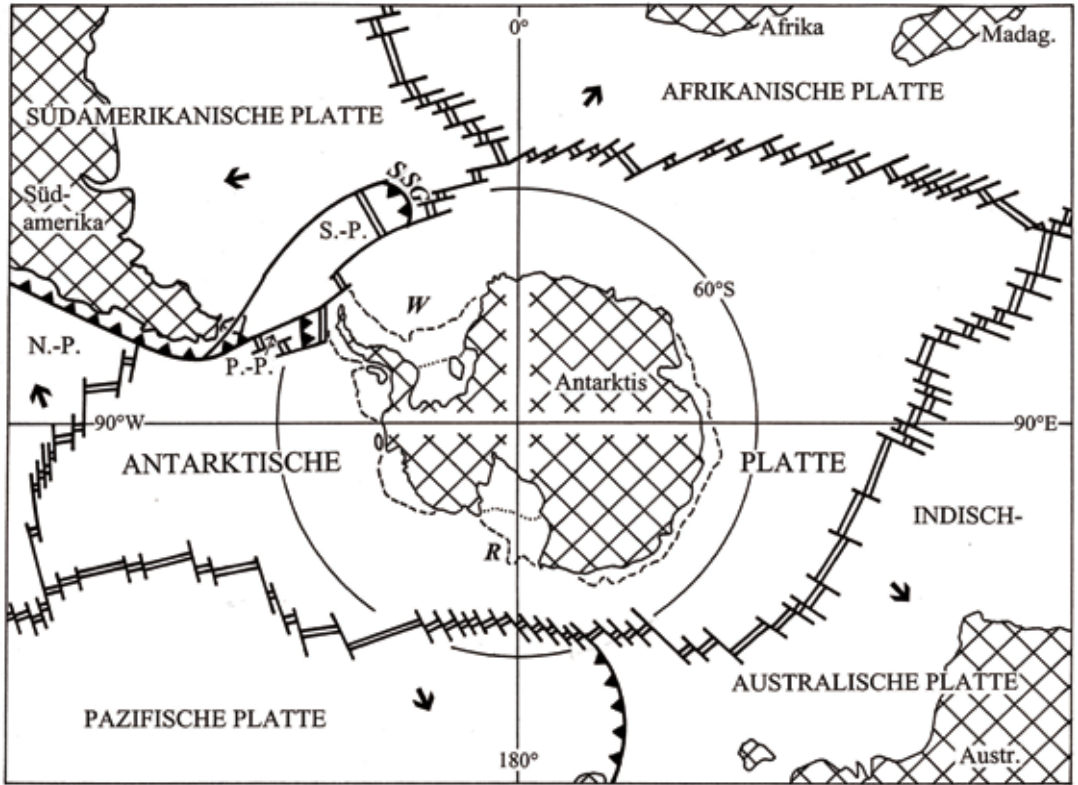 0°
Afrika
Madag.
SÜDAMERIKANISCHE PLATTE
AFRIKANISCHE PLATTE
SSG
Süd-
amerika
S.-P.
60°S
W
N.-P.
P.-P.
Antarktis
90°W
90°E
ANTARKTISCHE
PLATTE
INDISCH-
R
AUSTRALISCHE PLATTE
PAZIFISCHE PLATTE
180°
Austr.